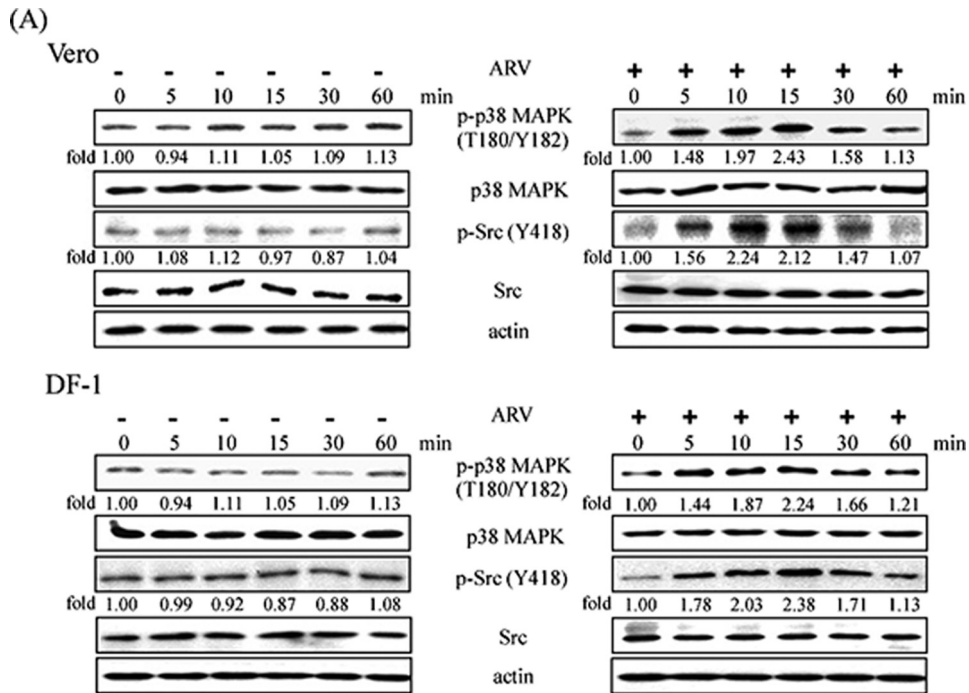 (A)
Vero
- - - - - - ARV + + + + + +
0 5 10 15 30 60 min 0 5 10 15 30 60 min
p-p38 MAPK
(T180/Y182)
fold 1.00 0.94 1.11 1.05 1.09 1.13 1.00 1.48 1.97 2.43 1.58 1.13
p38 MAPK
p-Src (Y418)
fold 1.00 1.08 1.12 0.97 0.87 1.04 1.00 1.56 2.24 2.12 1.47 1.07
Src
actin
DF-1
- - - - - - ARV + + + + + +
0 5 10 15 30 60 min 0 5 10 15 30 60 min
p-p38 MAPK
(T180/Y182)
fold 1.00 0.94 1.11 1.05 1.09 1.13 1.00 1.44 1.87 2.24 1.66 1.21
p38 MAPK
p-Src (Y418)
fold 1.00 0.99 0.92 0.87 0.88 1.08 1.00 1.78 2.03 2.38 1.71 1.13
Src
actin